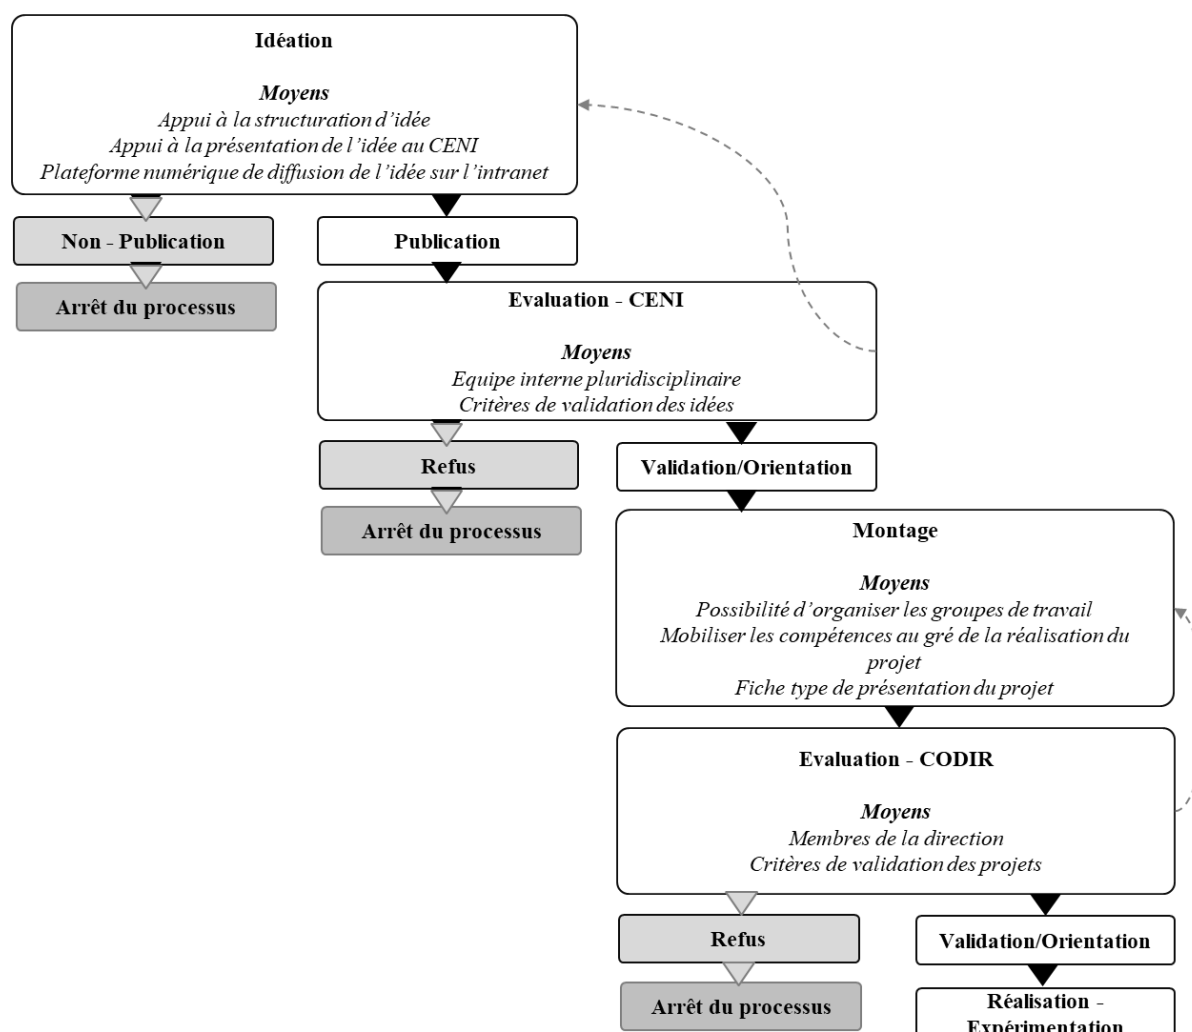 Idéation
Moyens
Appui à la structuration d’idée
Appui à la présentation de l’idée au CENI
Plateforme numérique de diffusion de l’idée sur l’intranet
Non - Publication
Publication
Arrêt du processus
Evaluation - CENI
Moyens
Equipe interne pluridisciplinaire
Critères de validation des idées
Refus
Validation/Orientation
Arrêt du processus
Montage
Moyens
Possibilité d’organiser les groupes de travail
Mobiliser les compétences au gré de la réalisation du
projet
Fiche type de présentation du projet
Evaluation - CODIR
Moyens
Membres de la direction
Critères de validation des projets
Refus
Validation/Orientation
Arrêt du processus
Réalisation -
Expérimentation